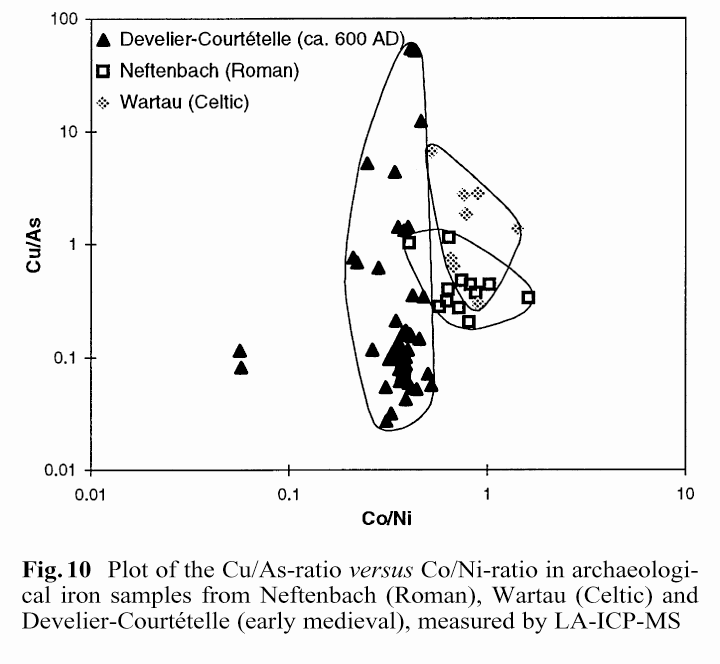 100
Develier-Courtételle (ca. 600 AD)
Neftenbach (Roman)
Wartau (Celtic)
10
1
0.1
0.01
Cu/As
0.01
0.1
1
10
Co/Ni
Fig. 10 Plot of the Cu/As-ratio versus Co/Ni-ratio in archaeologi-
cal iron samples from Neftenbach (Roman), Wartau (Celtic) and
Develier-Courtételle (early medieval), measured by LA-ICP-MS